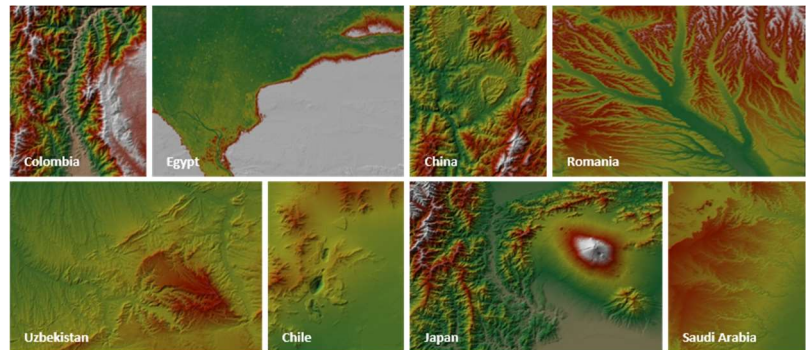 Colombia
Egypt
China
Romania
Uzbekistan
Chile
Japan
Saudi Arabia